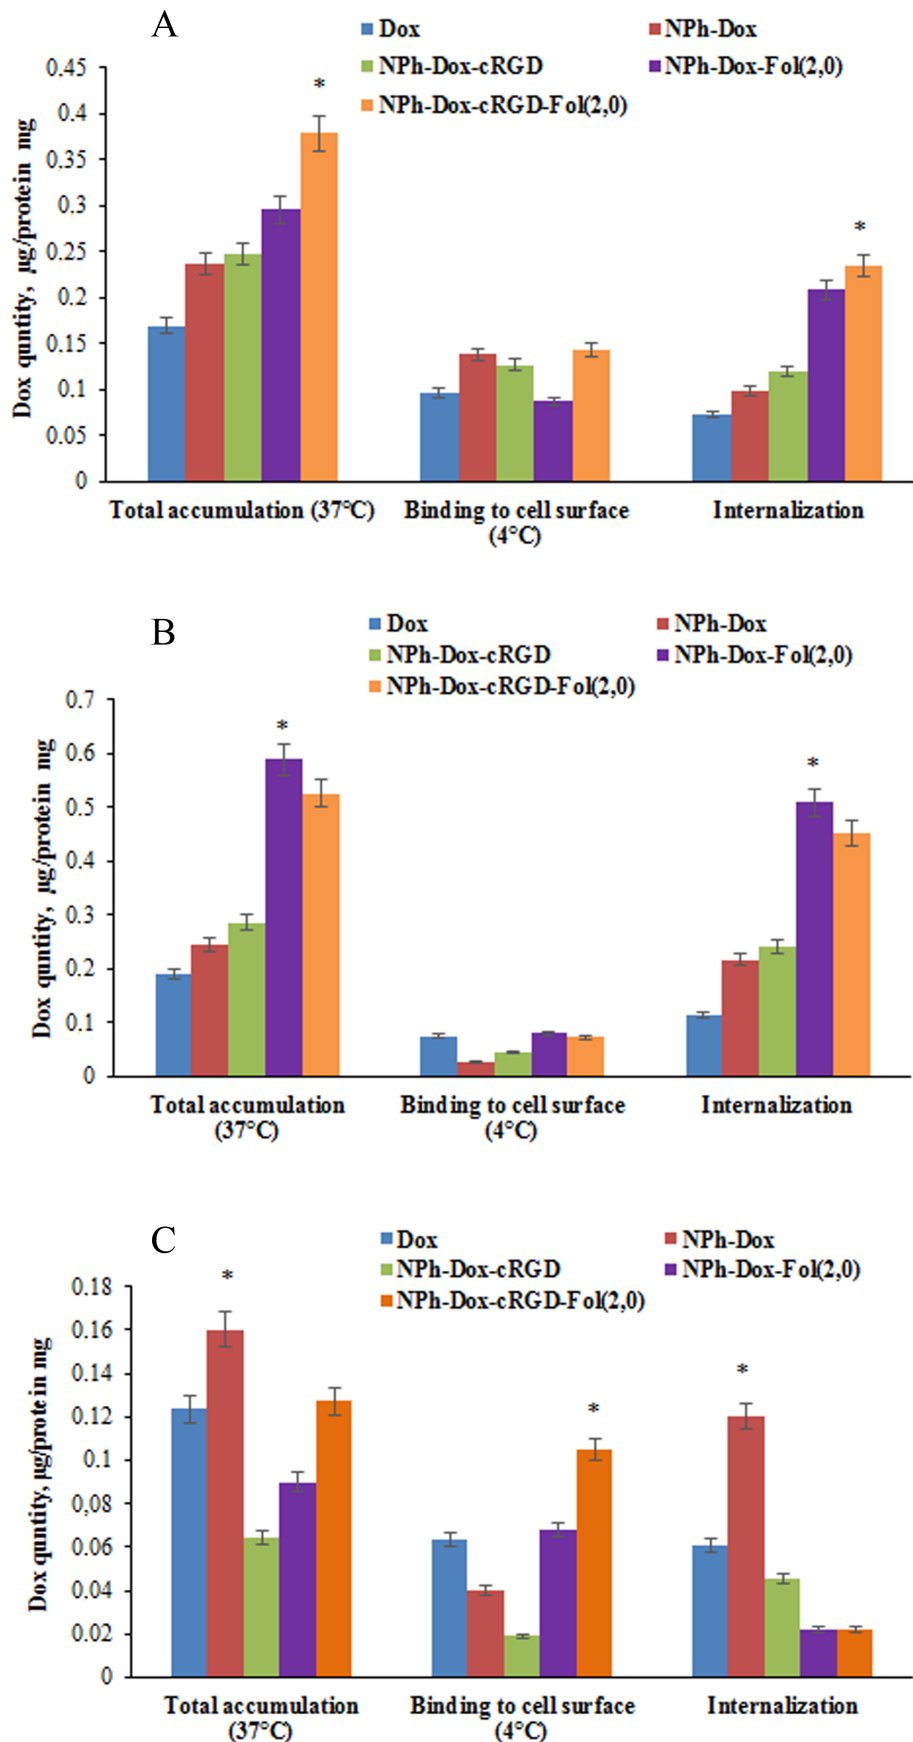 A
Dox
NPh-Dox
NPh-Dox-cRGD
NPh-Dox-Fol(2,0)
NPh-Dox-cRGD-Fol(2,0)
Dox quntity, µg/protein mg
0.45
0.4
0.35
0.3
0.25
0.2
0.15
0.1
0.05
0
*
*
Total accumulation (37°C)
Binding to cell surface
(4°C)
Internalization
B
Dox
NPh-Dox
NPh-Dox-cRGD
NPh-Dox-Fol(2,0)
NPh-Dox-cRGD-Fol(2,0)
Dox quntity, µg/protein mg
0.7
0.6
0.5
0.4
0.3
0.2
0.1
0
*
*
Total accumulation
(37°C)
Binding to cell surface
(4°C)
Internalization
C
Dox
NPh-Dox
NPh-Dox-cRGD
NPh-Dox-Fol(2,0)
NPh-Dox-cRGD-Fol(2,0)
Dox quntity, µg/protein mg
0.18
0.16
0.14
0.12
0.1
0,08
0.06
0.04
0.02
0
*
*
*
Total accumulation
(37°C)
Binding to cell surface
(4°C)
Internalization